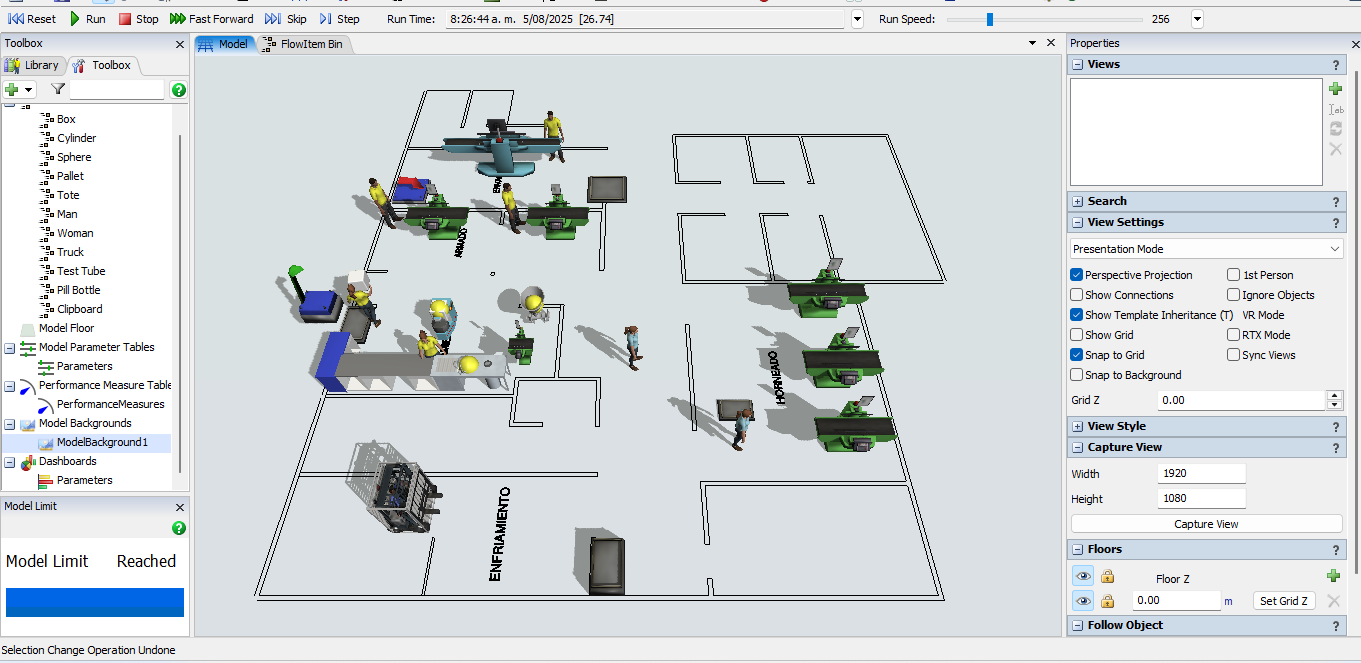 Reset Run Stop Fast Forward Skip Step Run Time: 8:26:44 a. m. 5/08/2025 [26.74] Run Speed: 256
Toolbox
Library Toolbox
Box
Cylinder
Sphere
Pallet
Tote
Man
Woman
Truck
Test Tube
Pill Bottle
Clipboard
Model Floor
Model Parameter Tables
Parameters
Performance Measure Table
PerformanceMeasures
Model Backgrounds
ModelBackground1
Dashboards
Parameters
Model Limit
Model Limit Reached
Selection Change Operation Undone
Model FlowItem Bin
ARMADO
HORNEADO
ENFRIAMIENTO
Properties
Views ?
Search ?
View Settings ?
Presentation Mode
Perspective Projection 1st Person
Show Connections Ignore Objects
Show Template Inheritance (T) VR Mode
Show Grid RTX Mode
Snap to Grid Sync Views
Snap to Background
Grid Z 0.00
View Style ?
Capture View ?
Width 1920
Height 1080
Capture View
Floors ?
Floor Z
0.00 m Set Grid Z
Follow Object ?